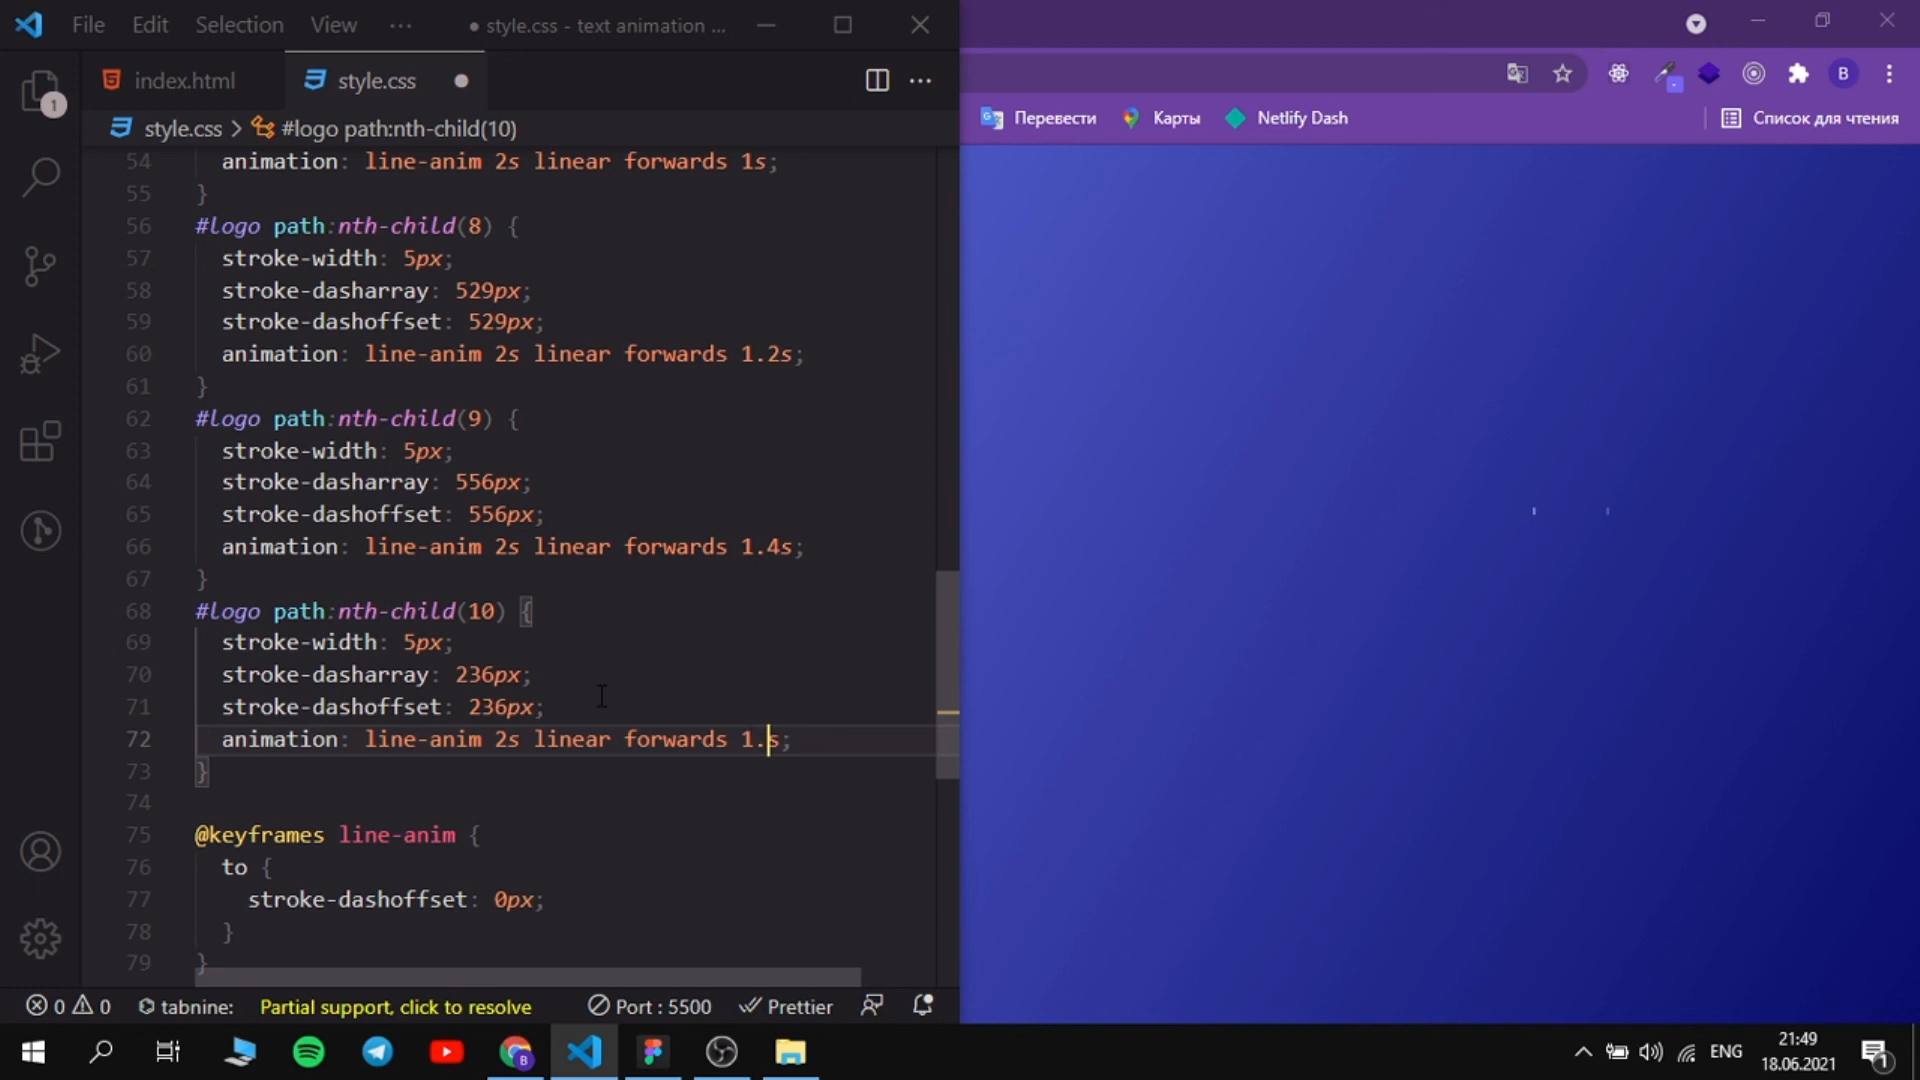 File Edit Selection View ··· ● style.css - text animation ...
index.html style.css ●
style.css > #logo path:nth-child(10)
Перевести Карты Netlify Dash Список для чтения
B
1
54 animation: line-anim 2s linear forwards 1s;
55 }
56 #logo path:nth-child(8) {
57 stroke-width: 5px;
58 stroke-dasharray: 529px;
59 stroke-dashoffset: 529px;
60 animation: line-anim 2s linear forwards 1.2s;
61 }
62 #logo path:nth-child(9) {
63 stroke-width: 5px;
64 stroke-dasharray: 556px;
65 stroke-dashoffset: 556px;
66 animation: line-anim 2s linear forwards 1.4s;
67 }
68 #logo path:nth-child(10) {
69 stroke-width: 5px;
70 stroke-dasharray: 236px;
71 stroke-dashoffset: 236px;
72 animation: line-anim 2s linear forwards 1.s;
73 }
74
75 @keyframes line-anim {
76 to {
77 stroke-dashoffset: 0px;
78 }
79 }
0 0 tabnine: Partial support, click to resolve Port : 5500 Prettier
B
ENG
21:49
18.06.2021
1